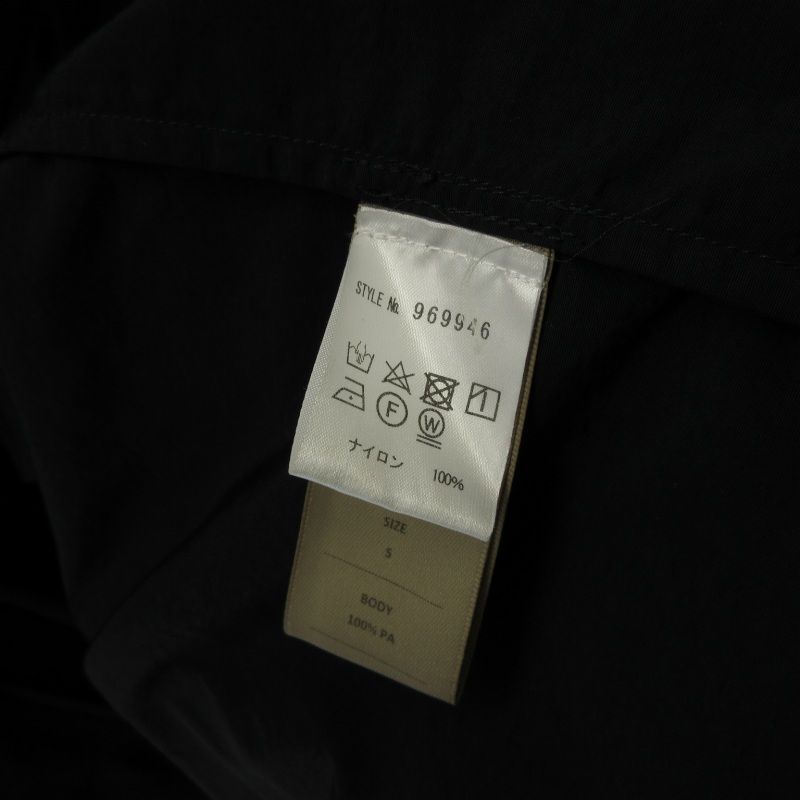 STYLE No. 969946
F W
ナイロン 100%
SIZE
S
BODY
100% PA